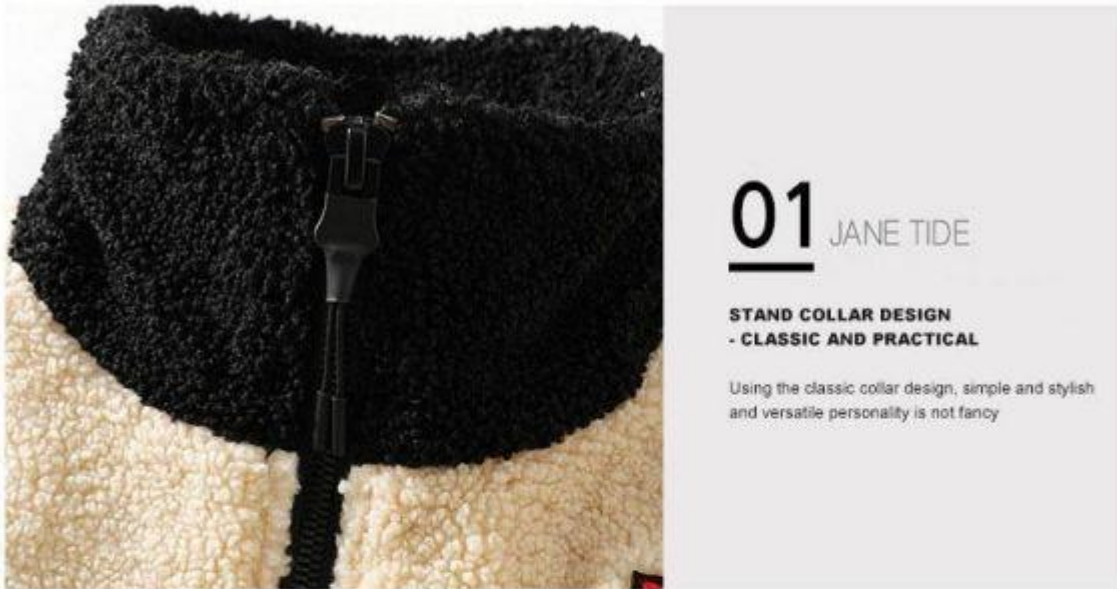 01 JANE TIDE
STAND COLLAR DESIGN
- CLASSIC AND PRACTICAL
Using the classic collar design, simple and stylish
and versatile personality is not fancy